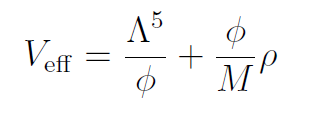 V_eff = Λ^5/ϕ + ϕ/M ρ